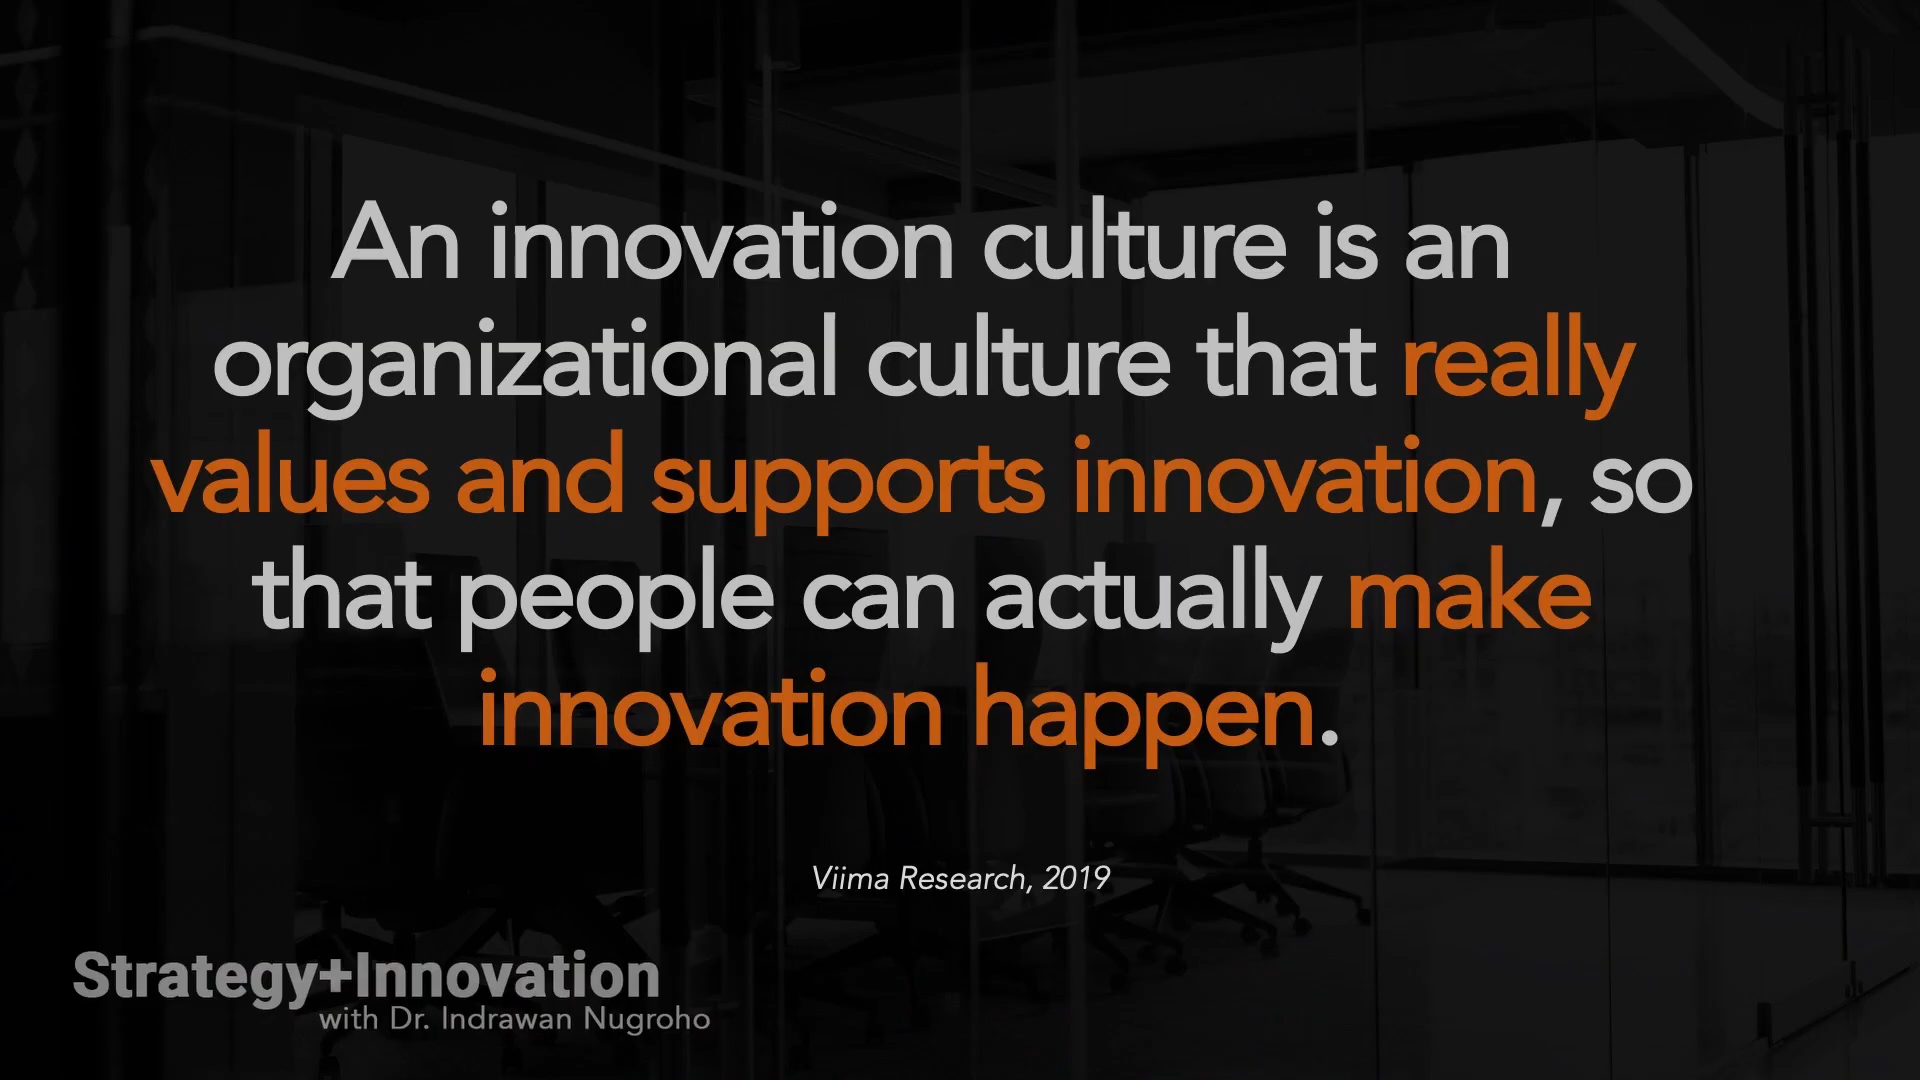 An innovation culture is an
organizational culture that really
values and supports innovation, so
that people can actually make
innovation happen.
Viima Research, 2019
Strategy+Innovation
with Dr. Indrawan Nugroho